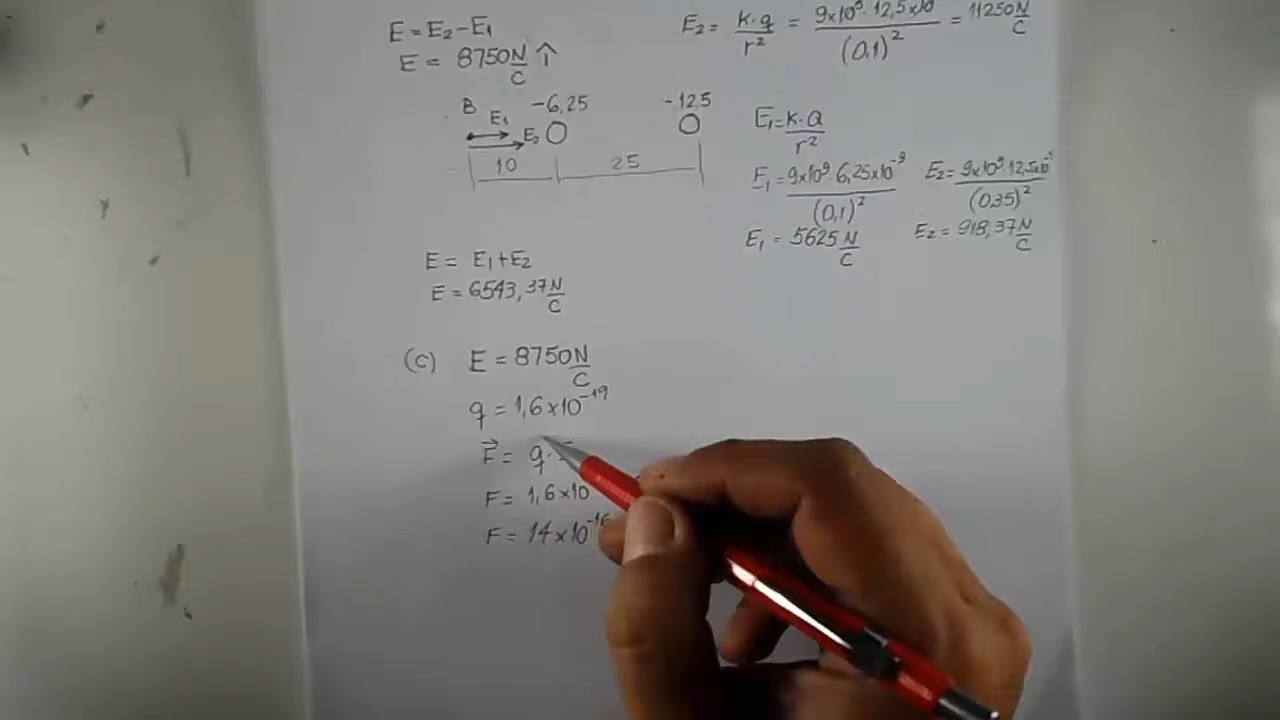 E = E₂-E₁
E = 8750 N/C ↑
E₂ = k·q/r² = 9x10⁹·12,5x10/(0,1)² = 11250 N/C
B
E₁
E₂
-6,25
-12,5
10
25
E₁ = k·Q/r²
E₁ = 9x10⁹·6,25x10⁻⁹/(0,1)²
E₁ = 5625 N/C
E₂ = 9x10⁹·12,5x10⁻/(0,35)²
E₂ = 918,37 N/C
E = E₁+E₂
E = 6543,37 N/C
(c) E = 8750 N/C
q = 1,6x10⁻¹⁹
F⃗ = q·
F = 1,6x10
F = 14x10⁻¹⁶